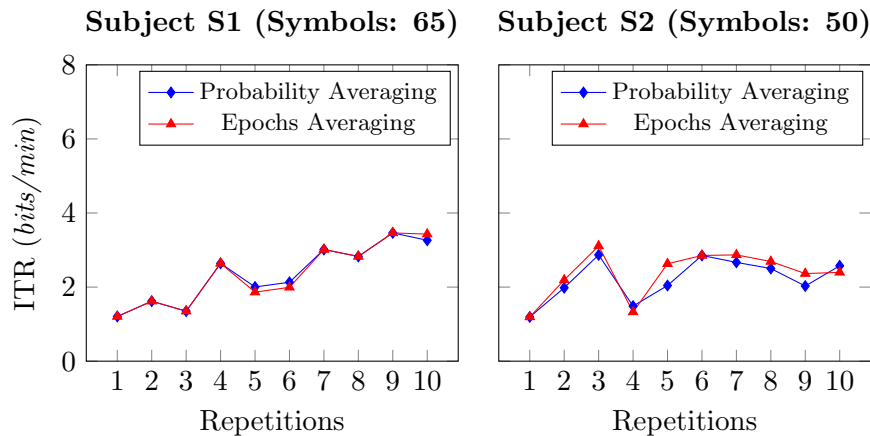 Subject S1 (Symbols: 65)
Subject S2 (Symbols: 50)
8
6
4
2
0
ITR (bits/min)
Probability Averaging
Epochs Averaging
1 2 3 4 5 6 7 8 9 10
Repetitions
Probability Averaging
Epochs Averaging
1 2 3 4 5 6 7 8 9 10
Repetitions